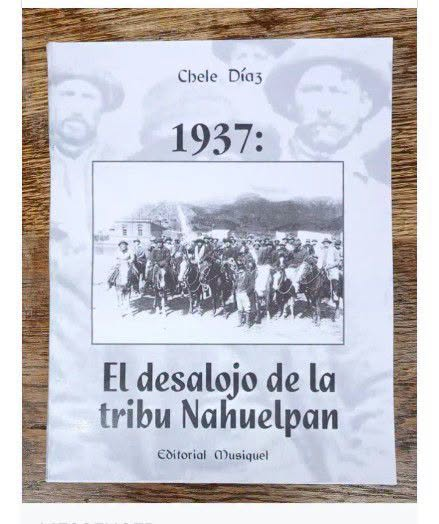 Chele Díaz
1937:
El desalojo de la
tribu Nahuelpan
Editorial Musiquel